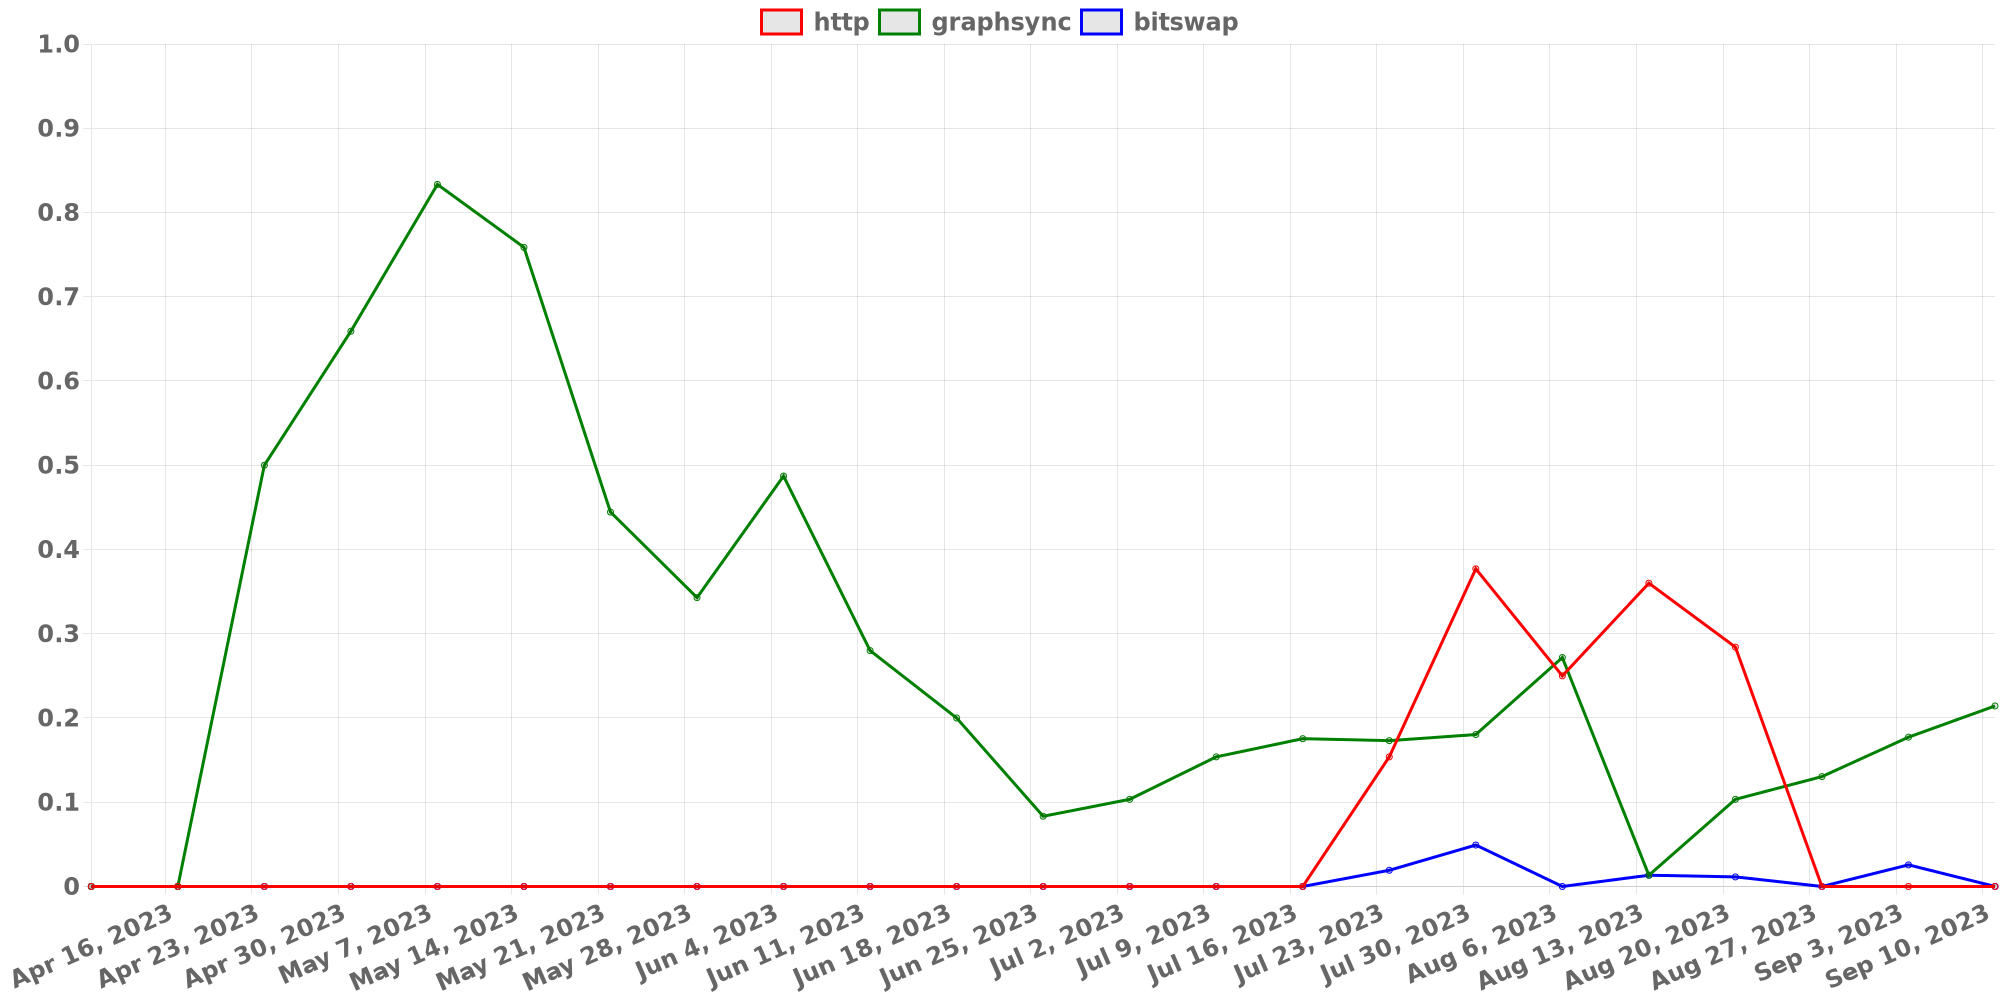 http graphsync bitswap
1.0
0.9
0.8
0.7
0.6
0.5
0.4
0.3
0.2
0.1
0
Apr 16, 2023
Apr 23, 2023
Apr 30, 2023
May 7, 2023
May 14, 2023
May 21, 2023
May 28, 2023
Jun 4, 2023
Jun 11, 2023
Jun 18, 2023
Jun 25, 2023
Jul 2, 2023
Jul 9, 2023
Jul 16, 2023
Jul 23, 2023
Jul 30, 2023
Aug 6, 2023
Aug 13, 2023
Aug 20, 2023
Aug 27, 2023
Sep 3, 2023
Sep 10, 2023